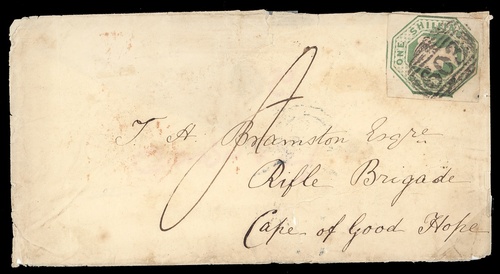 ONE SHILLING
T. H. Bramston Esqre
Rifle Brigade
Cape of Good Hope